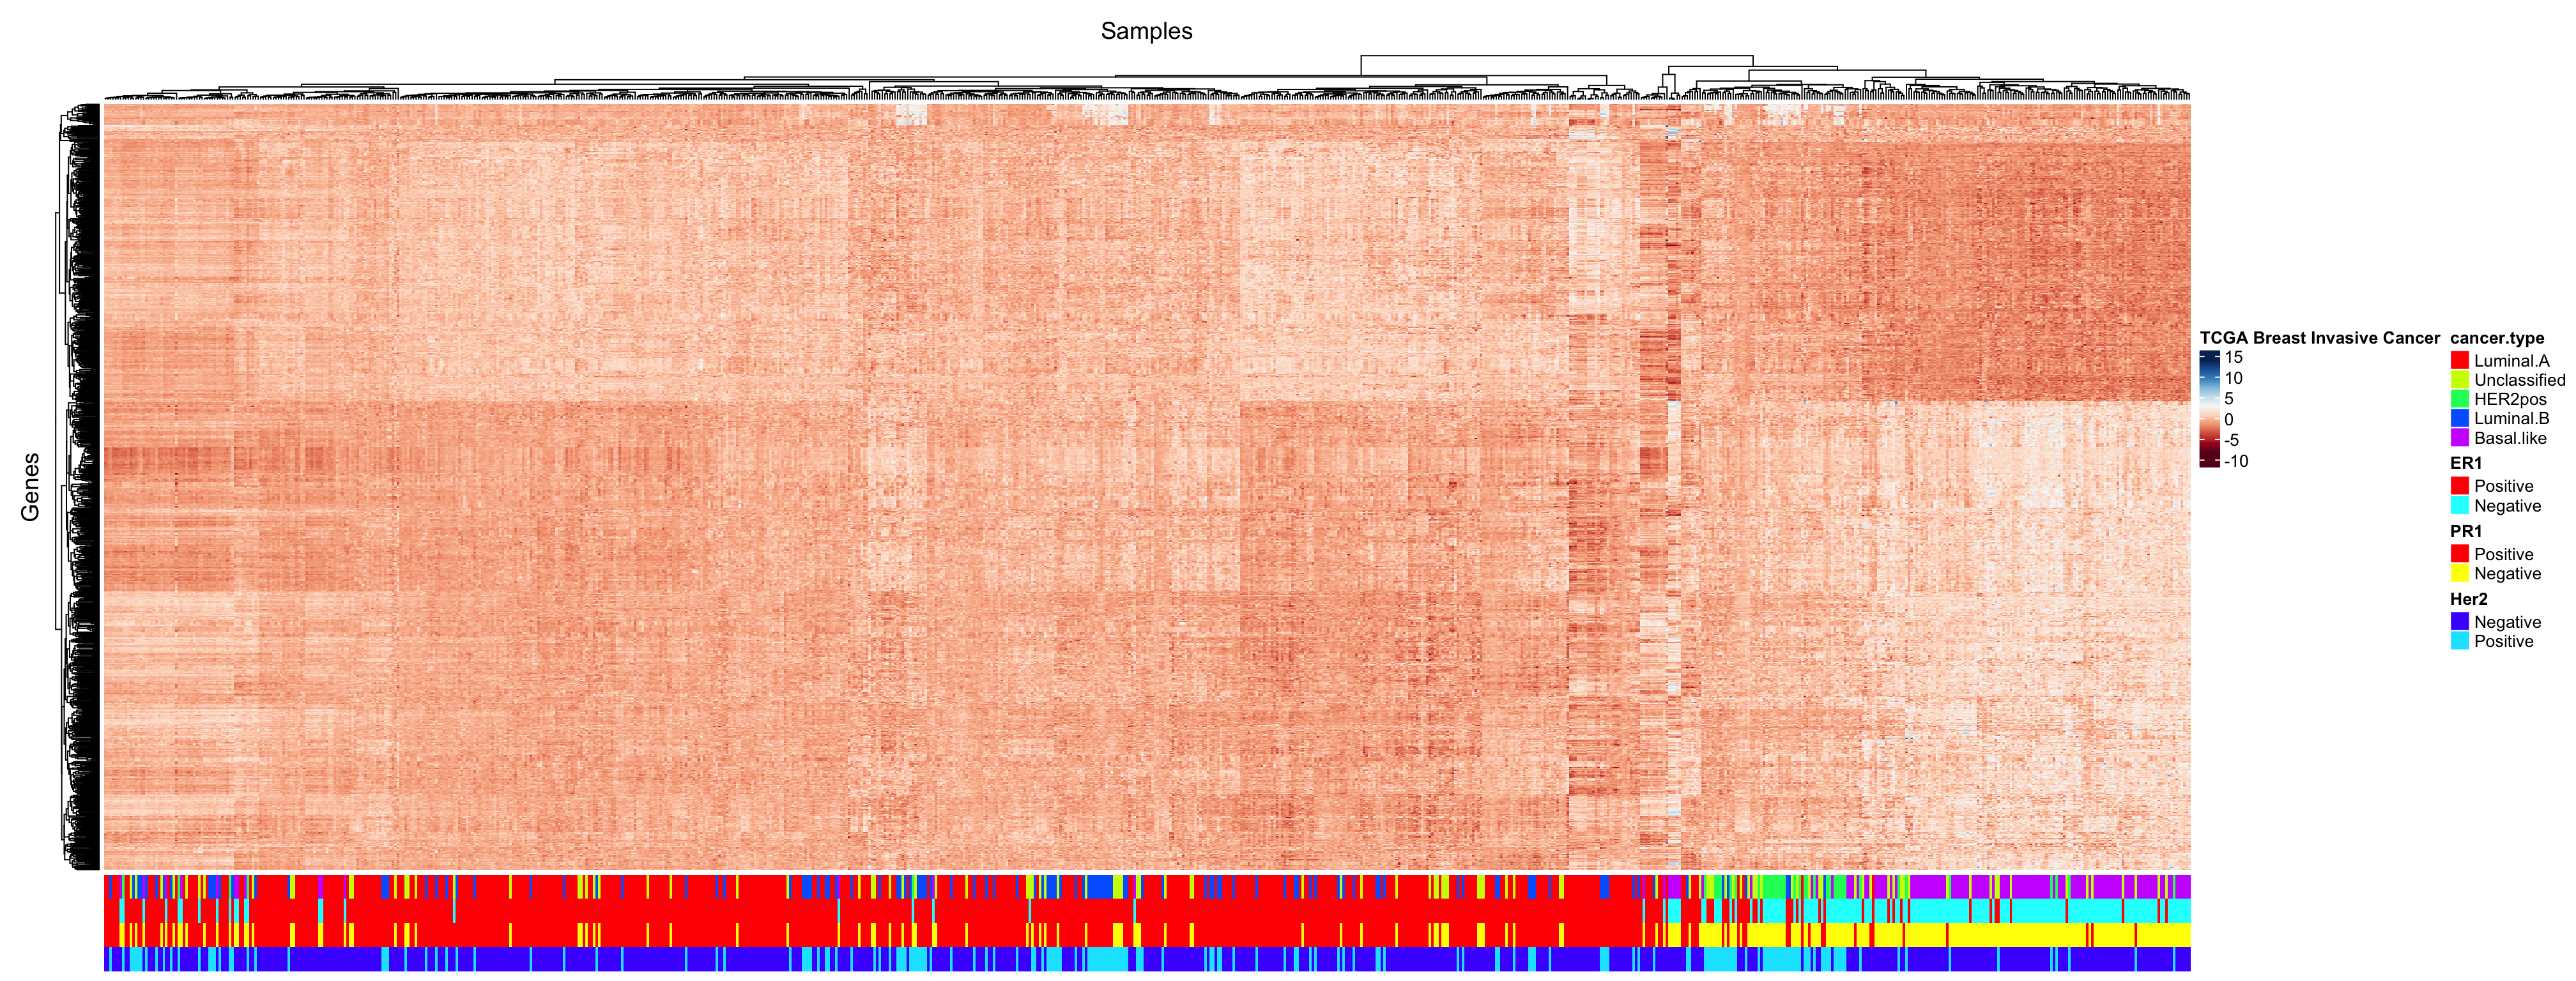 Samples
Genes
TCGA Breast Invasive Cancer
15
10
5
0
-5
-10
cancer.type
Luminal.A
Unclassified
HER2pos
Luminal.B
Basal.like
ER1
Positive
Negative
PR1
Positive
Negative
Her2
Negative
Positive